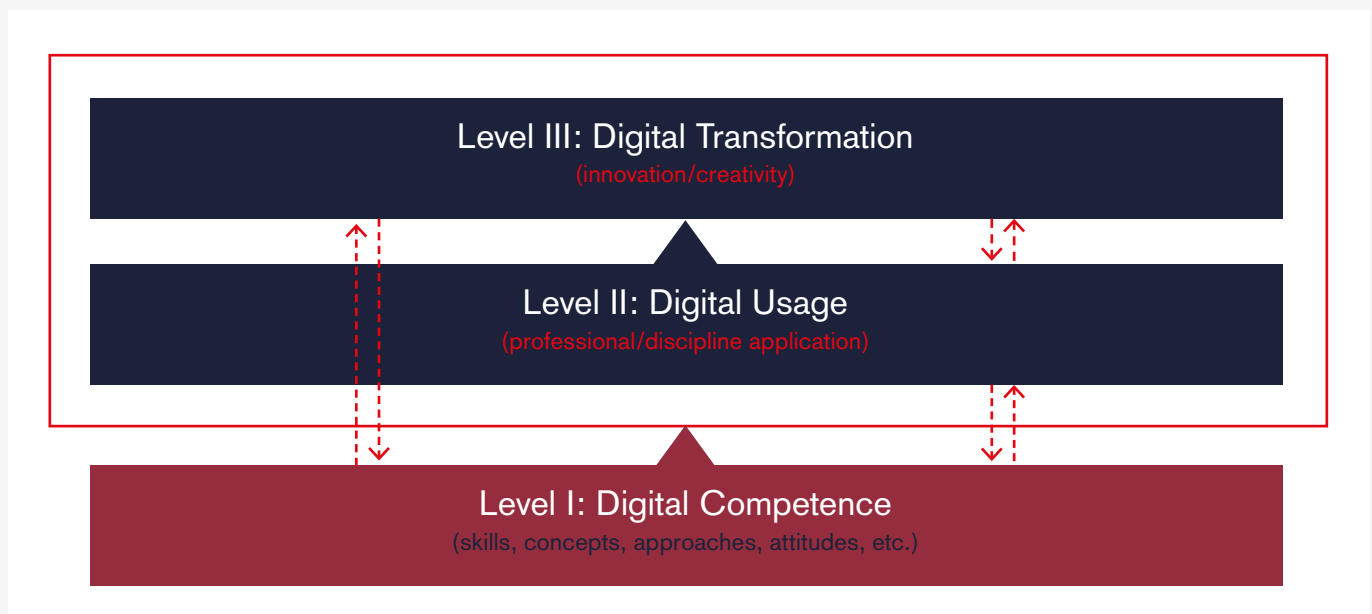 Level III: Digital Transformation
(innovation/creativity)
Level II: Digital Usage
(professional/discipline application)
Level I: Digital Competence
(skills, concepts, approaches, attitudes, etc.)